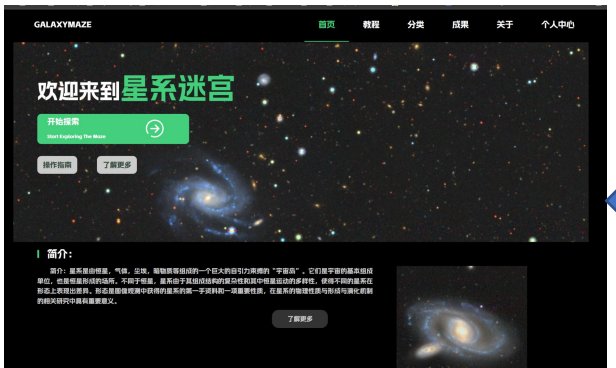 GALAXYMAZE
首页 教程 分类 成果 关于 个人中心
欢迎来到星系迷宫
开始探索
Start Exploring The Maze
操作指南 了解更多
简介：
简介：星系是由恒星，气体，尘埃，暗物质等组成的一个巨大的自引力束缚的“宇宙岛”。它们是宇宙的基本组成
单位，也是恒星形成的场所。不同于恒星，星系由于其组成结构的复杂性和其中恒星运动的多样性，使得不同的星系在
形态上表现出差异。形态是图像观测中获得的星系的第一手资料和一项重要性质，在星系的物理性质与形成与演化机制
的相关研究中具有重要意义。
了解更多